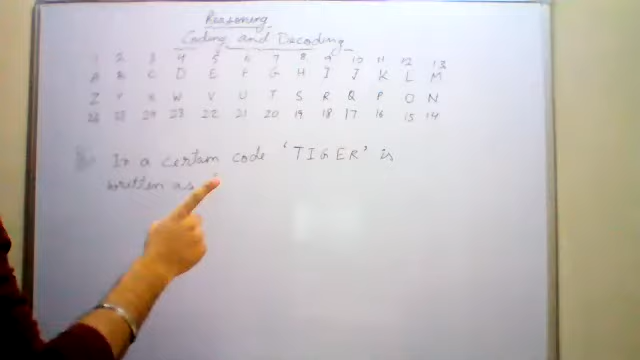 Reasoning
Coding and Decoding
1 2 3 4 5 6 7 8 9 10 11 12 13
A B C D E F G H I J K L M
Z Y X W V U T S R Q P O N
26 25 24 23 22 21 20 19 18 17 16 15 14
In a certain code 'TIGER' is
written as